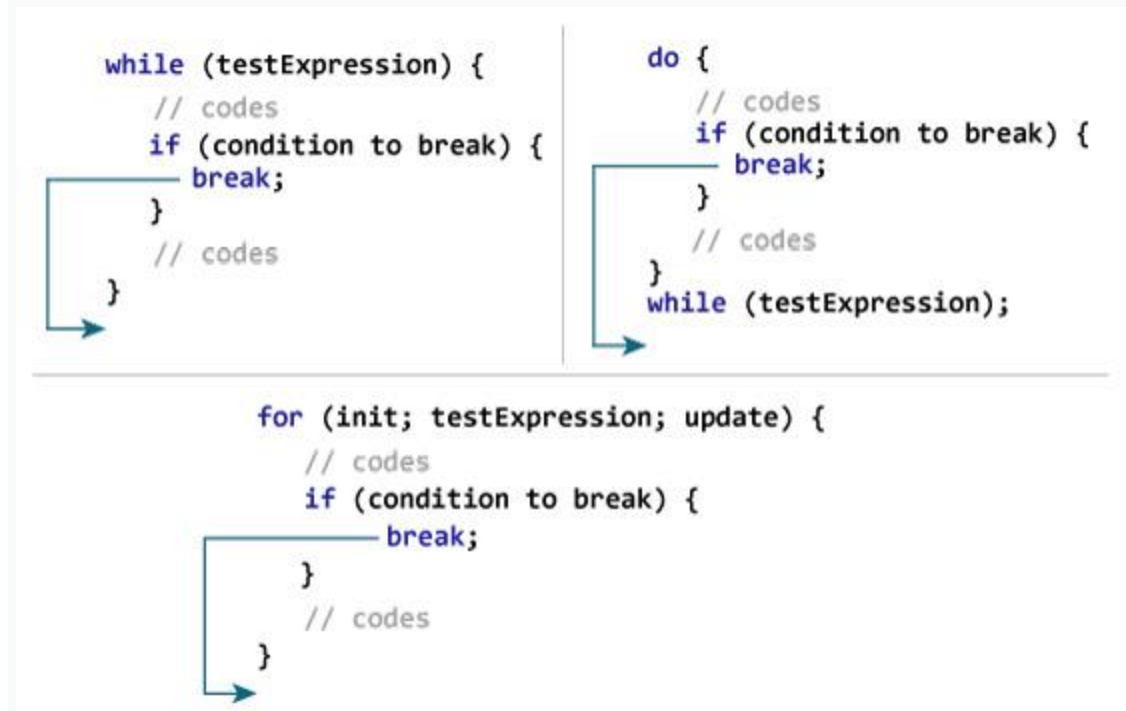 while (testExpression) {
// codes
if (condition to break) {
break;
}
// codes
}
do {
// codes
if (condition to break) {
break;
}
// codes
}
while (testExpression);
for (init; testExpression; update) {
// codes
if (condition to break) {
break;
}
// codes
}